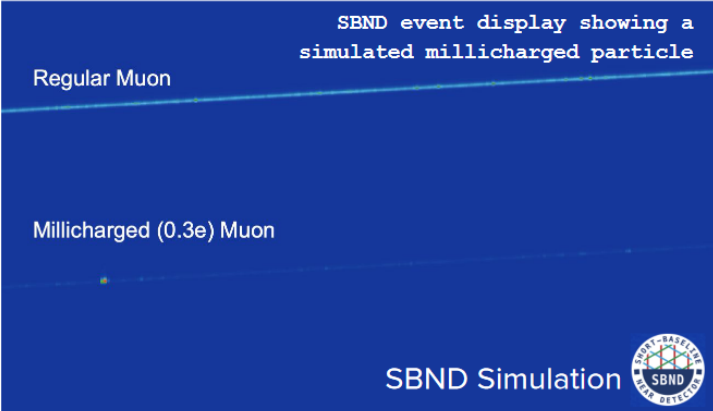 SBND event display showing a
simulated millicharged particle
Regular Muon
Millicharged (0.3e) Muon
SBND Simulation
SHORT-BASELINE
SBND
NEAR DETECTOR